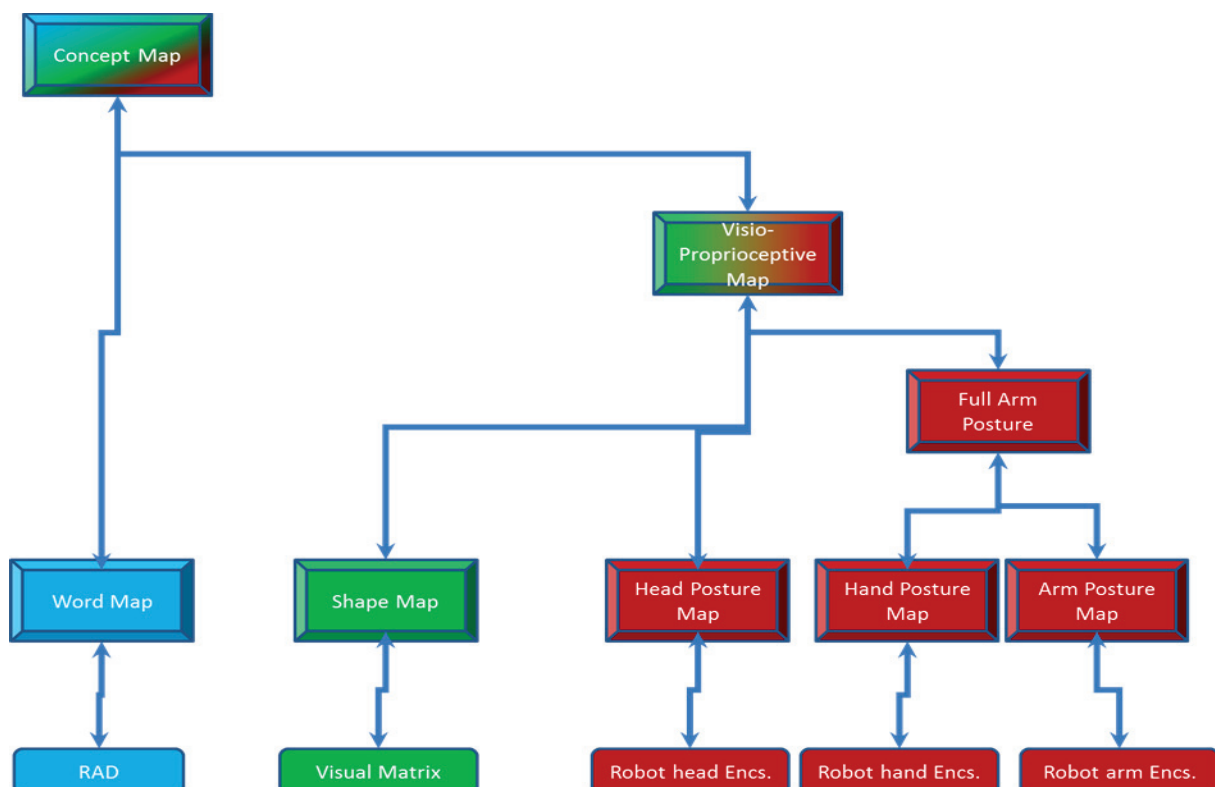 Concept Map
Visio-
Proprioceptive
Map
Full Arm
Posture
Word Map
Shape Map
Head Posture
Map
Hand Posture
Map
Arm Posture
Map
RAD
Visual Matrix
Robot head Encs.
Robot hand Encs.
Robot arm Encs.